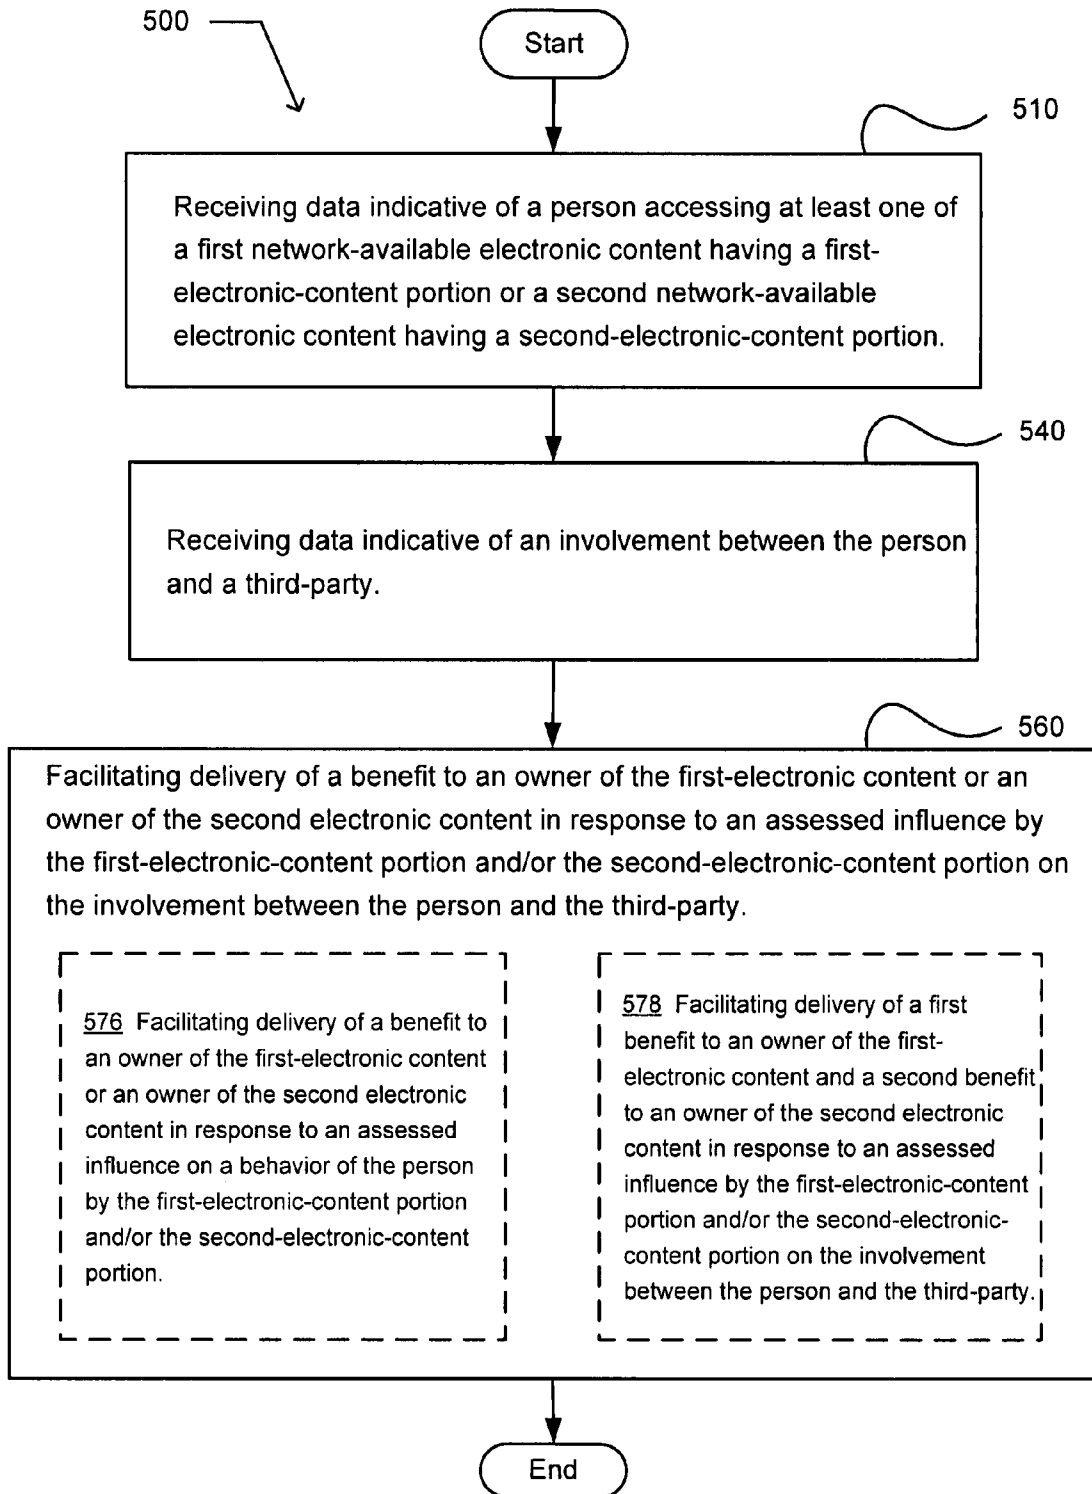 500
Start
510
Receiving data indicative of a person accessing at least one of
a first network-available electronic content having a first-
electronic-content portion or a second network-available
electronic content having a second-electronic-content portion.
540
Receiving data indicative of an involvement between the person
and a third-party.
560
Facilitating delivery of a benefit to an owner of the first-electronic content or an
owner of the second electronic content in response to an assessed influence by
the first-electronic-content portion and/or the second-electronic-content portion on
the involvement between the person and the third-party.
576 Facilitating delivery of a benefit to
an owner of the first-electronic content
or an owner of the second electronic
content in response to an assessed
influence on a behavior of the person
by the first-electronic-content portion
and/or the second-electronic-content
portion.
578 Facilitating delivery of a first
benefit to an owner of the first-
electronic content and a second benefit
to an owner of the second electronic
content in response to an assessed
influence by the first-electronic-content
portion and/or the second-electronic-
content portion on the involvement
between the person and the third-party.
End